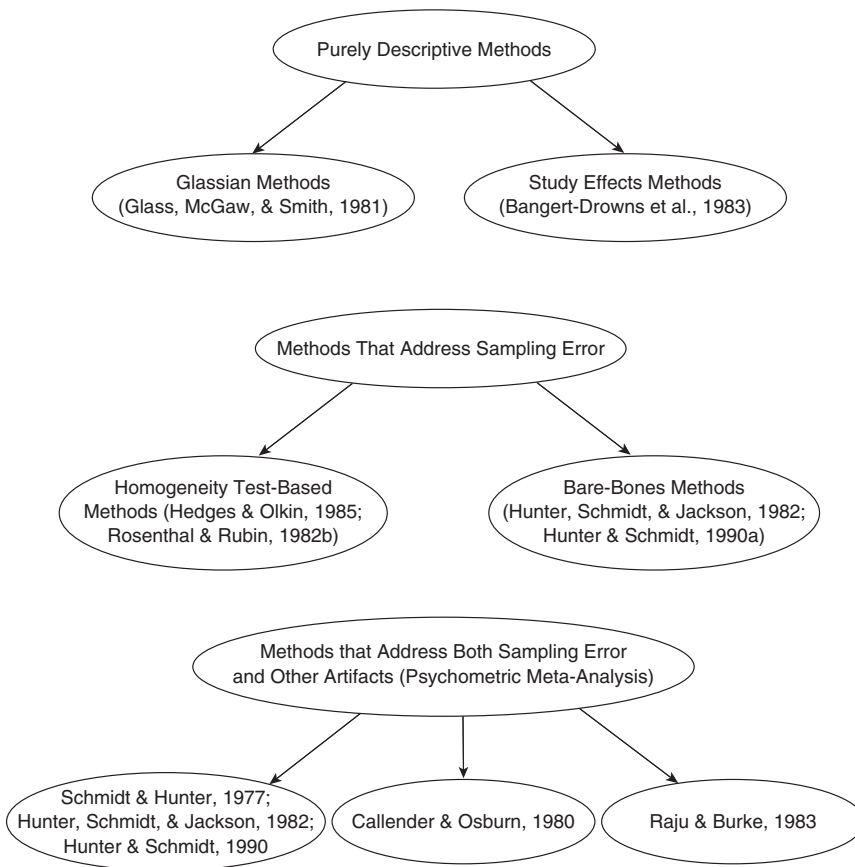 Purely Descriptive Methods
Glassian Methods
(Glass, McGaw, & Smith, 1981)
Study Effects Methods
(Bangert-Drowns et al., 1983)
Methods That Address Sampling Error
Homogeneity Test-Based
Methods (Hedges & Olkin, 1985;
Rosenthal & Rubin, 1982b)
Bare-Bones Methods
(Hunter, Schmidt, & Jackson, 1982;
Hunter & Schmidt, 1990a)
Methods that Address Both Sampling Error
and Other Artifacts (Psychometric Meta-Analysis)
Schmidt & Hunter, 1977;
Hunter, Schmidt, & Jackson, 1982;
Hunter & Schmidt, 1990
Callender & Osburn, 1980
Raju & Burke, 1983